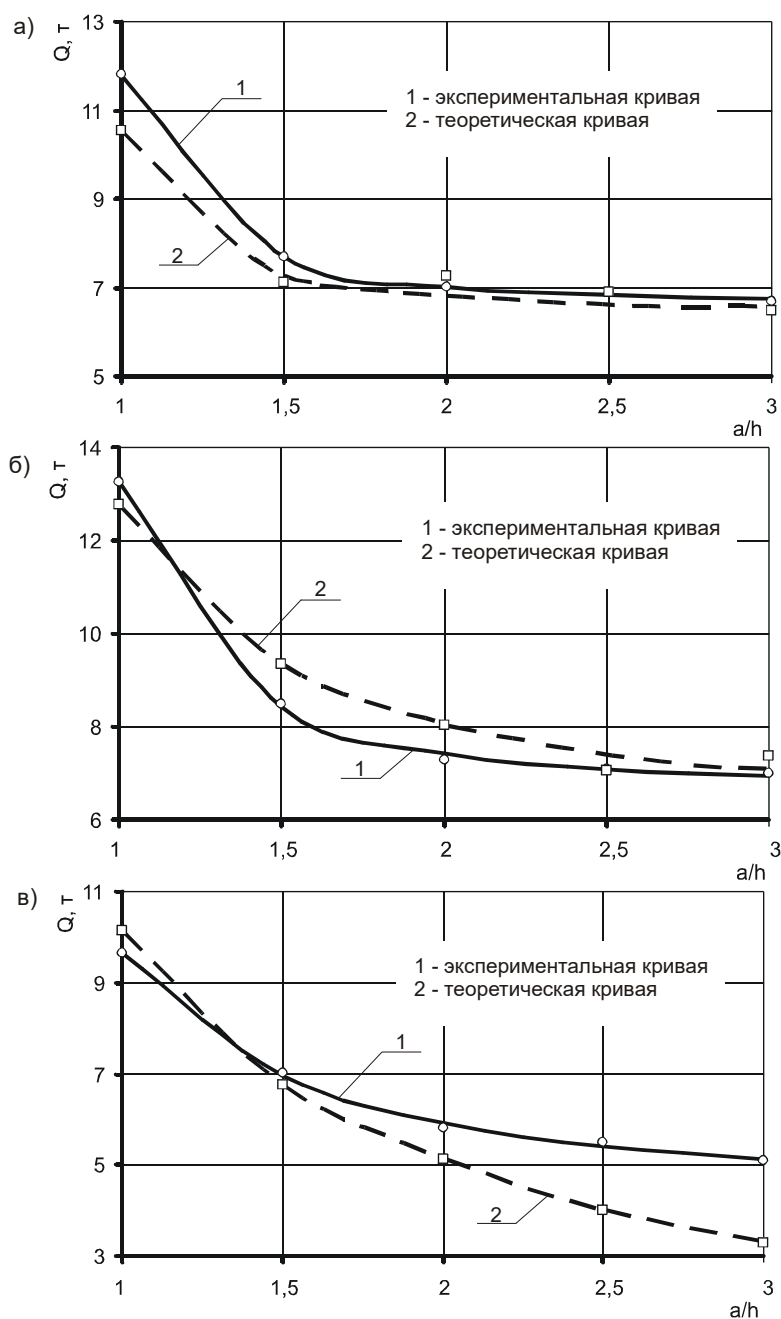 а)
Q, т
13
11
9
7
5
1
2
1 - экспериментальная кривая
2 - теоретическая кривая
1 1,5 2 2,5 3
a/h
б)
Q, т
14
12
10
8
6
2
1
1 - экспериментальная кривая
2 - теоретическая кривая
1 1,5 2 2,5 3
a/h
в)
Q, т
11
9
7
5
3
1
2
1 - экспериментальная кривая
2 - теоретическая кривая
1 1,5 2 2,5 3
a/h